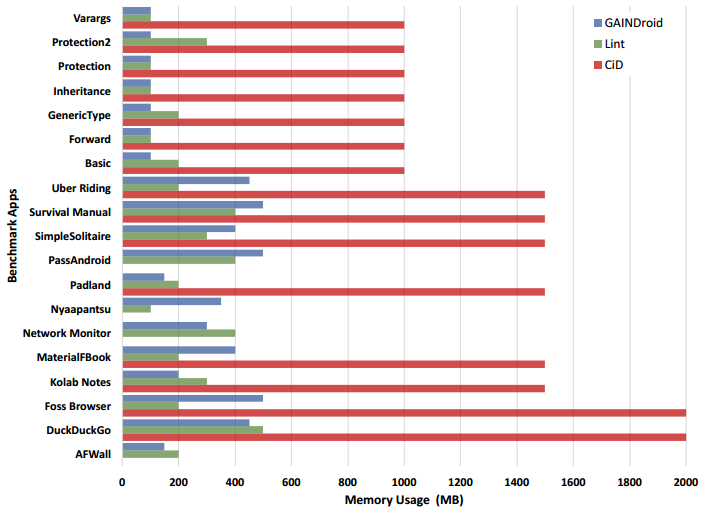 Varargs
Protection2
Protection
Inheritance
GenericType
Forward
Basic
Uber Riding
Survival Manual
SimpleSolitaire
PassAndroid
Padland
Nyaapantsu
Network Monitor
MaterialFBook
Kolab Notes
Foss Browser
DuckDuckGo
AFWall
Benchmark Apps
GAINDroid
Lint
CiD
0 200 400 600 800 1000 1200 1400 1600 1800 2000
Memory Usage (MB)